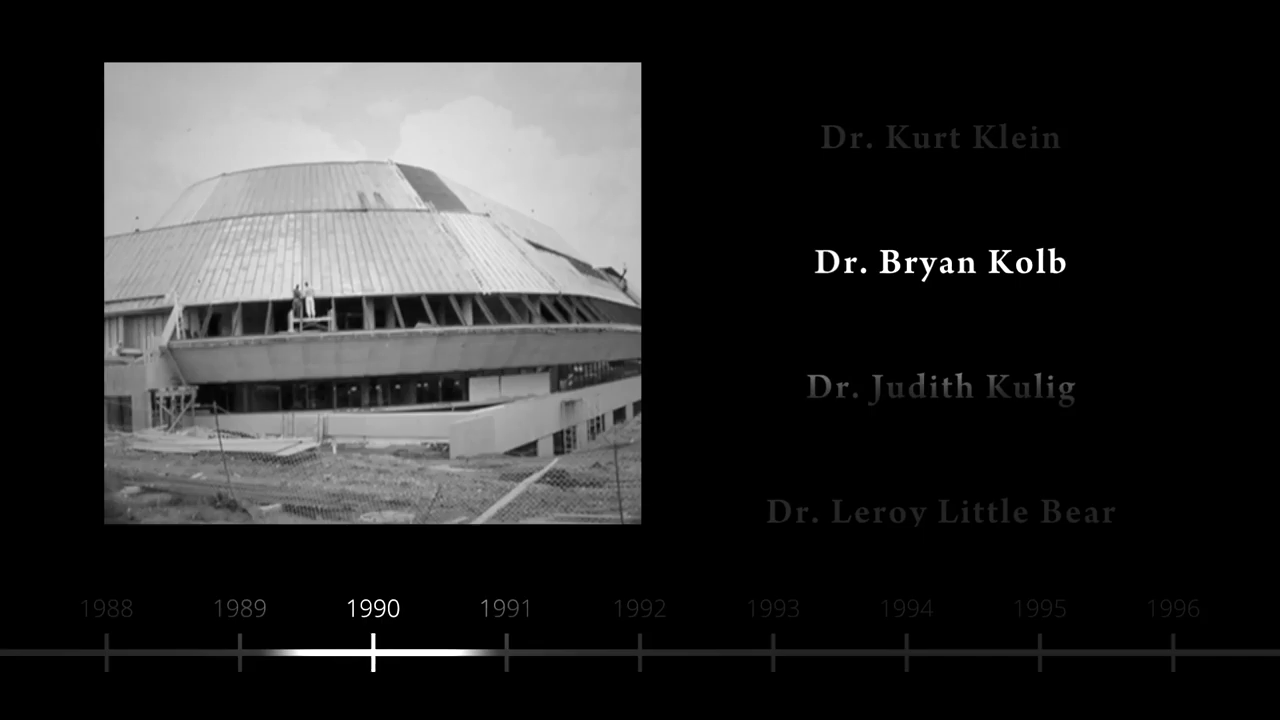 Dr. Kurt Klein
Dr. Bryan Kolb
Dr. Judith Kulig
Dr. Leroy Little Bear
1988 1989 1990 1991 1992 1993 1994 1995 1996